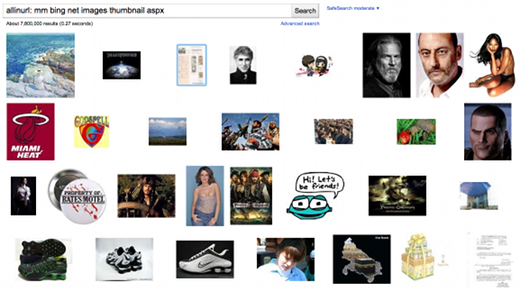 allinurl: mm bing net images thumbnail aspx
Search
SafeSearch moderate ▼
About 7,800,000 results (0.27 seconds)
Advanced search
MIAMI
HEAT
GODSPELL
PROPERTY OF
BATES MOTEL
Hi! Let's
be friends!